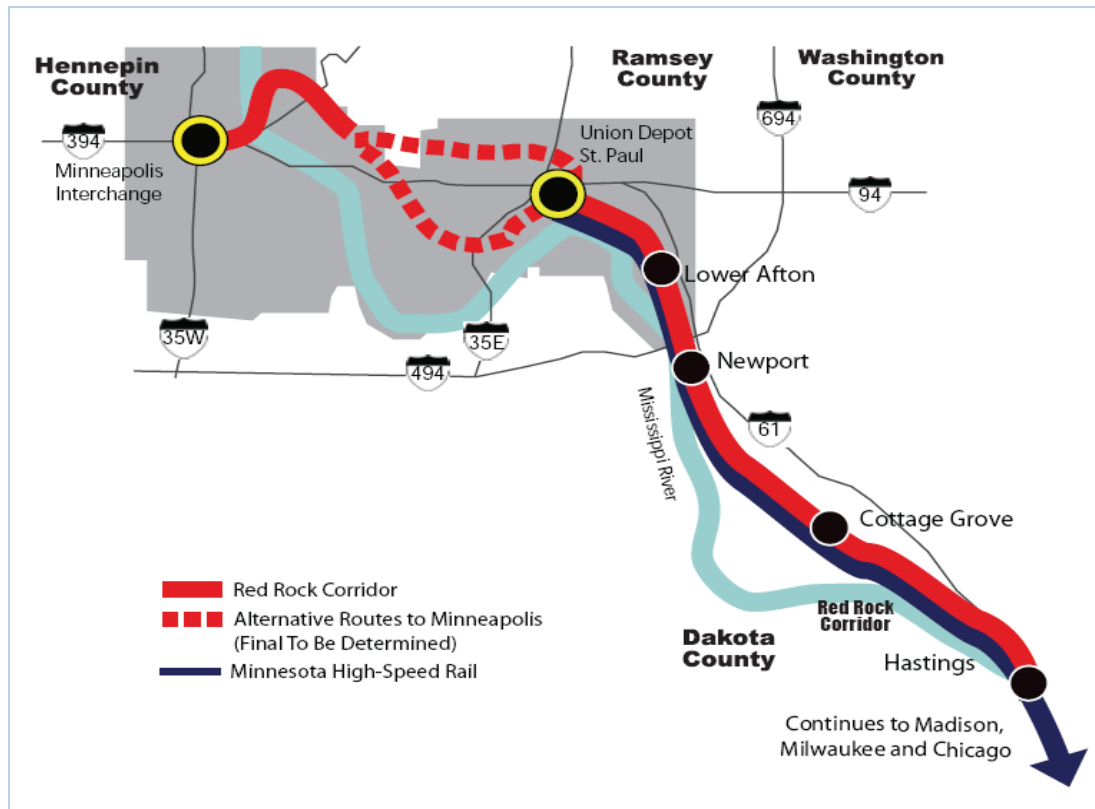 Hennepin
County
Ramsey
County
Washington
County
394
Minneapolis
Interchange
Union Depot
St. Paul
694
94
Lower Afton
35W
35E
494
Newport
Mississippi River
61
Cottage Grove
Red Rock Corridor
Alternative Routes to Minneapolis
(Final To Be Determined)
Minnesota High-Speed Rail
Red Rock
Corridor
Dakota
County
Hastings
Continues to Madison,
Milwaukee and Chicago